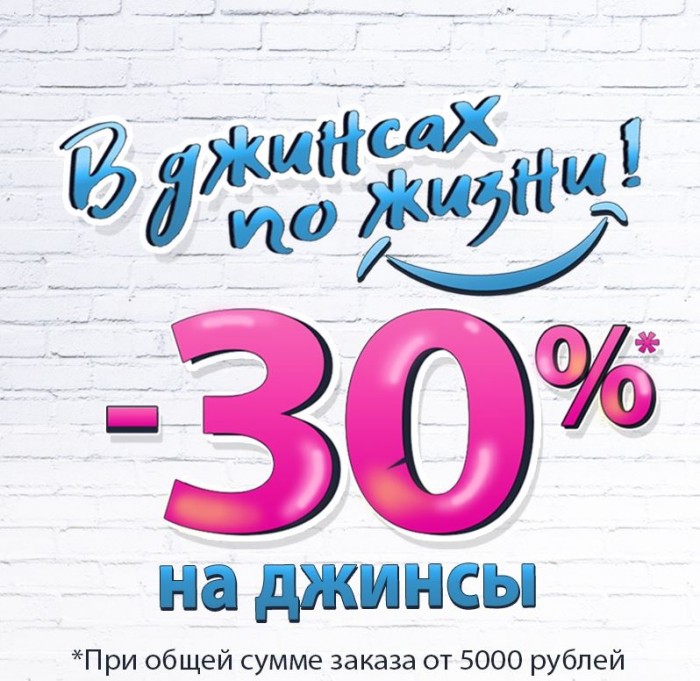 В джинсах
по жизни!
-30%*
на джинсы
*При общей сумме заказа от 5000 рублей